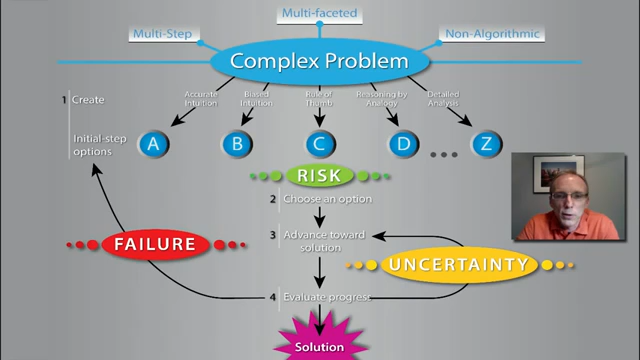 Multi-faceted
Multi-Step
Non-Algorithmic
Complex Problem
Accurate
Intuition
Biased
Intuition
Rule of
Thumb
Reasoning by
Analogy
Detailed
Analysis
1 Create
Initial-step
options
A
B
C
D
Z
RISK
2 Choose an option
3 Advance toward
solution
FAILURE
UNCERTAINTY
4 Evaluate progress
Solution